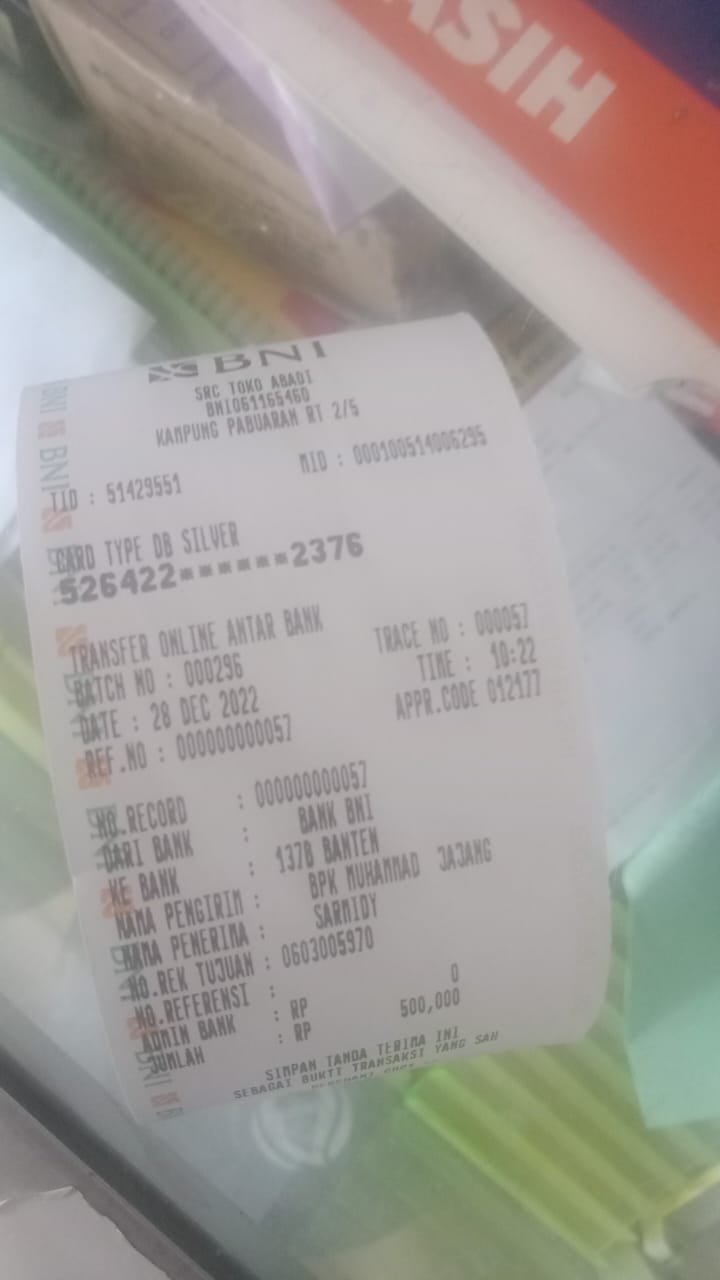 ASIH
BNI
SRC TOKO ABADI
BNI061165460
KAMPUNG PABUARAN RT 2/5
TID : 51429551 MID : 000100514006295
CARD TYPE DB SILVER
526422******2376
TRANSFER ONLINE ANTAR BANK
BATCH NO : 000296 TRACE NO : 000057
DATE : 28 DEC 2022 TIME : 10:22
REF.NO : 000000000057 APPR.CODE 012177
NO.RECORD : 000000000057
DARI BANK : BANK BNI
KE BANK : 137B BANTEN
NAMA PENGIRIM : BPK MUHAMMAD JAJANG
NAMA PENERIMA : SARMIDY
NO.REK TUJUAN : 0603005970
NO.REFERENSI :
ADMIN BANK : RP 0
JUMLAH : RP 500,000
SIMPAN TANDA TERIMA INI
SEBAGAI BUKTI TRANSAKSI YANG SAH